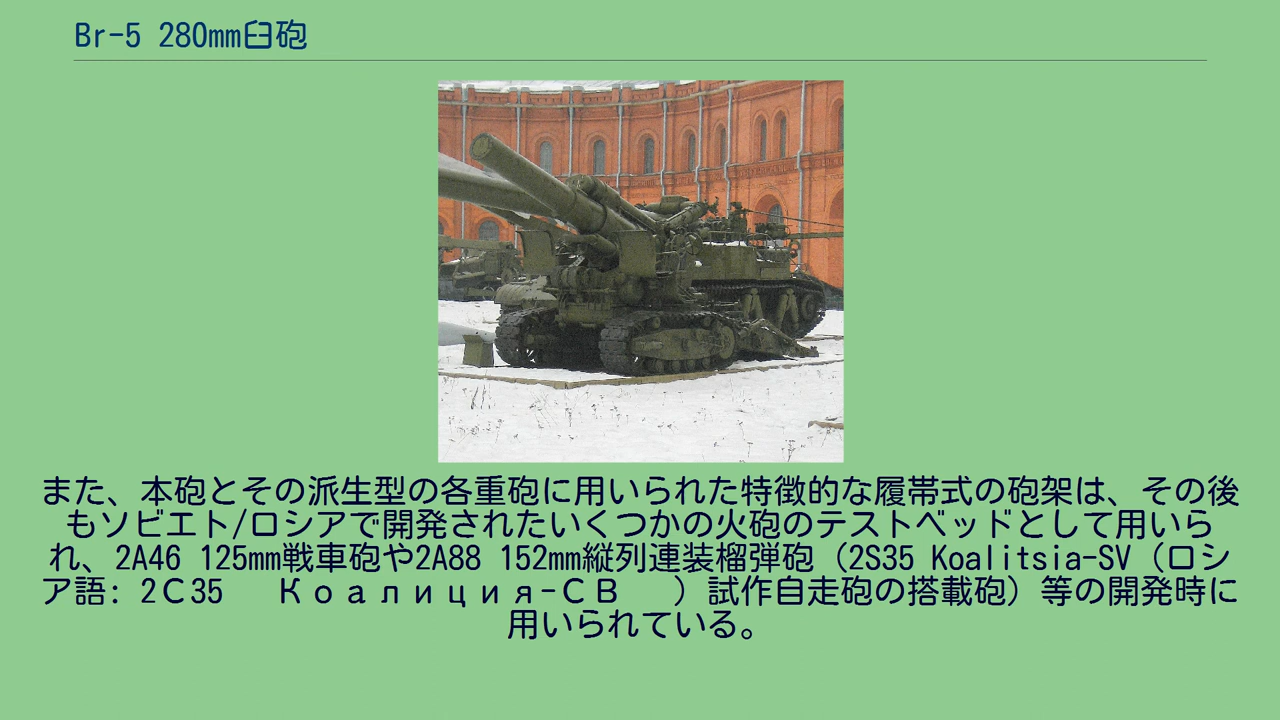 Br-5 280mm臼砲
また、本砲とその派生型の各重砲に用いられた特徴的な履帯式の砲架は、その後
もソビエト/ロシアで開発されたいくつかの火砲のテストベッドとして用いら
れ、2A46 125mm戦車砲や2A88 152mm縦列連装榴弾砲（2S35 Koalitsia-SV（ロシ
ア語: 2С35　Коалиция-СВ　）試作自走砲の搭載砲）等の開発時に
用いられている。